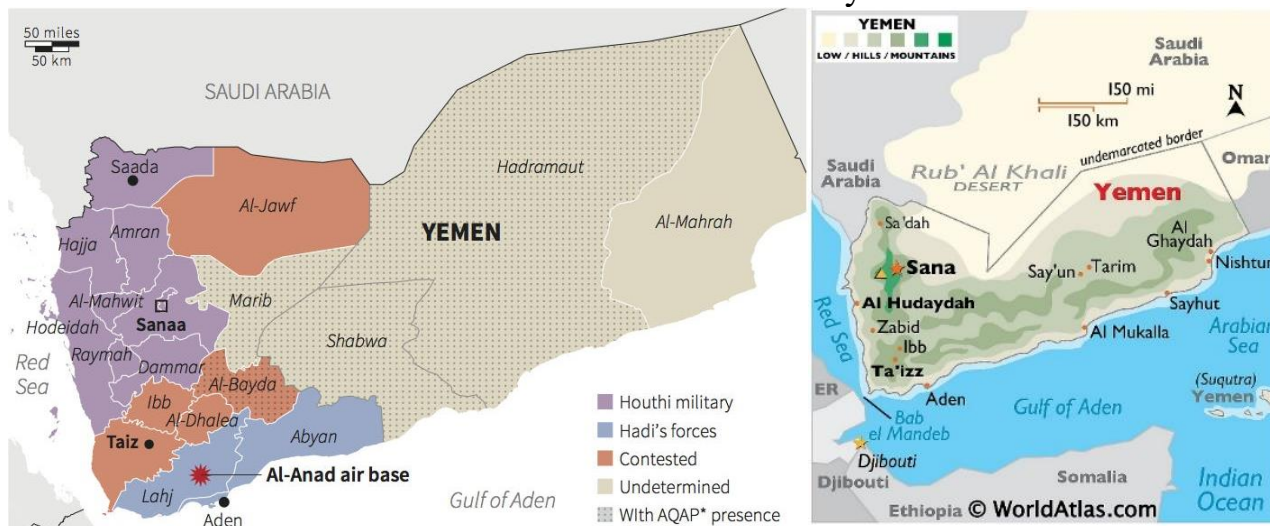 50 miles
50 km
SAUDI ARABIA
Saada
Al-Jawf
Hadramaut
Al-Mahrah
YEMEN
Hajja
Amran
Al-Mahwit
Marib
Hodeidah
Sanaa
Raymah
Shabwa
Dammar
Red
Sea
Al-Bayda
Ibb
Al-Dhalea
Taiz
Abyan
Al-Anad air base
Lahj
Aden
Gulf of Aden
Houthi military
Hadi's forces
Contested
Undetermined
WIth AQAP* presence
YEMEN
LOW / HILLS / MOUNTAINS
Saudi
Arabia
150 mi
150 km
N
undemarcated border
Saudi
Arabia
Rub' Al Khali
DESERT
Oman
Yemen
Sa'dah
Al
Ghaydah
Sana
Say'un
Tarim
Nishtun
Al Hudaydah
Sayhut
Red Sea
Zabid
Al Mukalla
Arabian
Sea
Ibb
Ta'izz
(Suqutra)
Yemen
ER
Aden
Gulf of Aden
Bab
el Mandeb
Djibouti
Djibouti
Somalia
Indian
Ocean
Ethiopia
© WorldAtlas.com